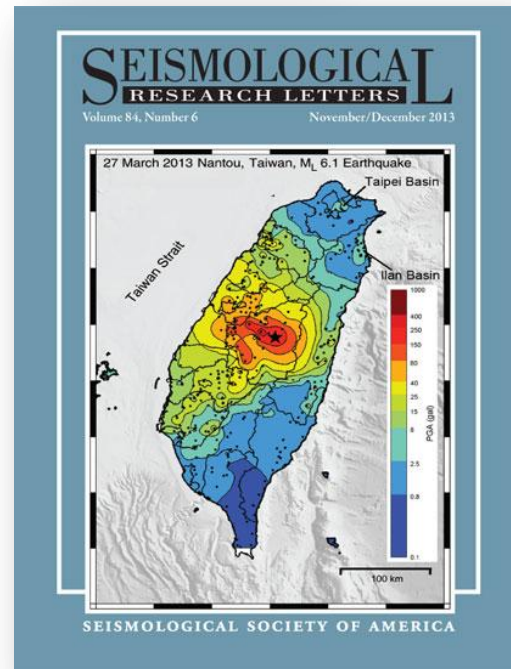 SEISMOLOGICAL
RESEARCH LETTERS
Volume 84, Number 6 November/December 2013
27 March 2013 Nantou, Taiwan, ML 6.1 Earthquake
Taipei Basin
Taiwan Strait
Ilan Basin
1000
400
250
150
80
40
25
15
8
2.5
0.8
0.1
PGA (gal)
100 km
SEISMOLOGICAL SOCIETY OF AMERICA